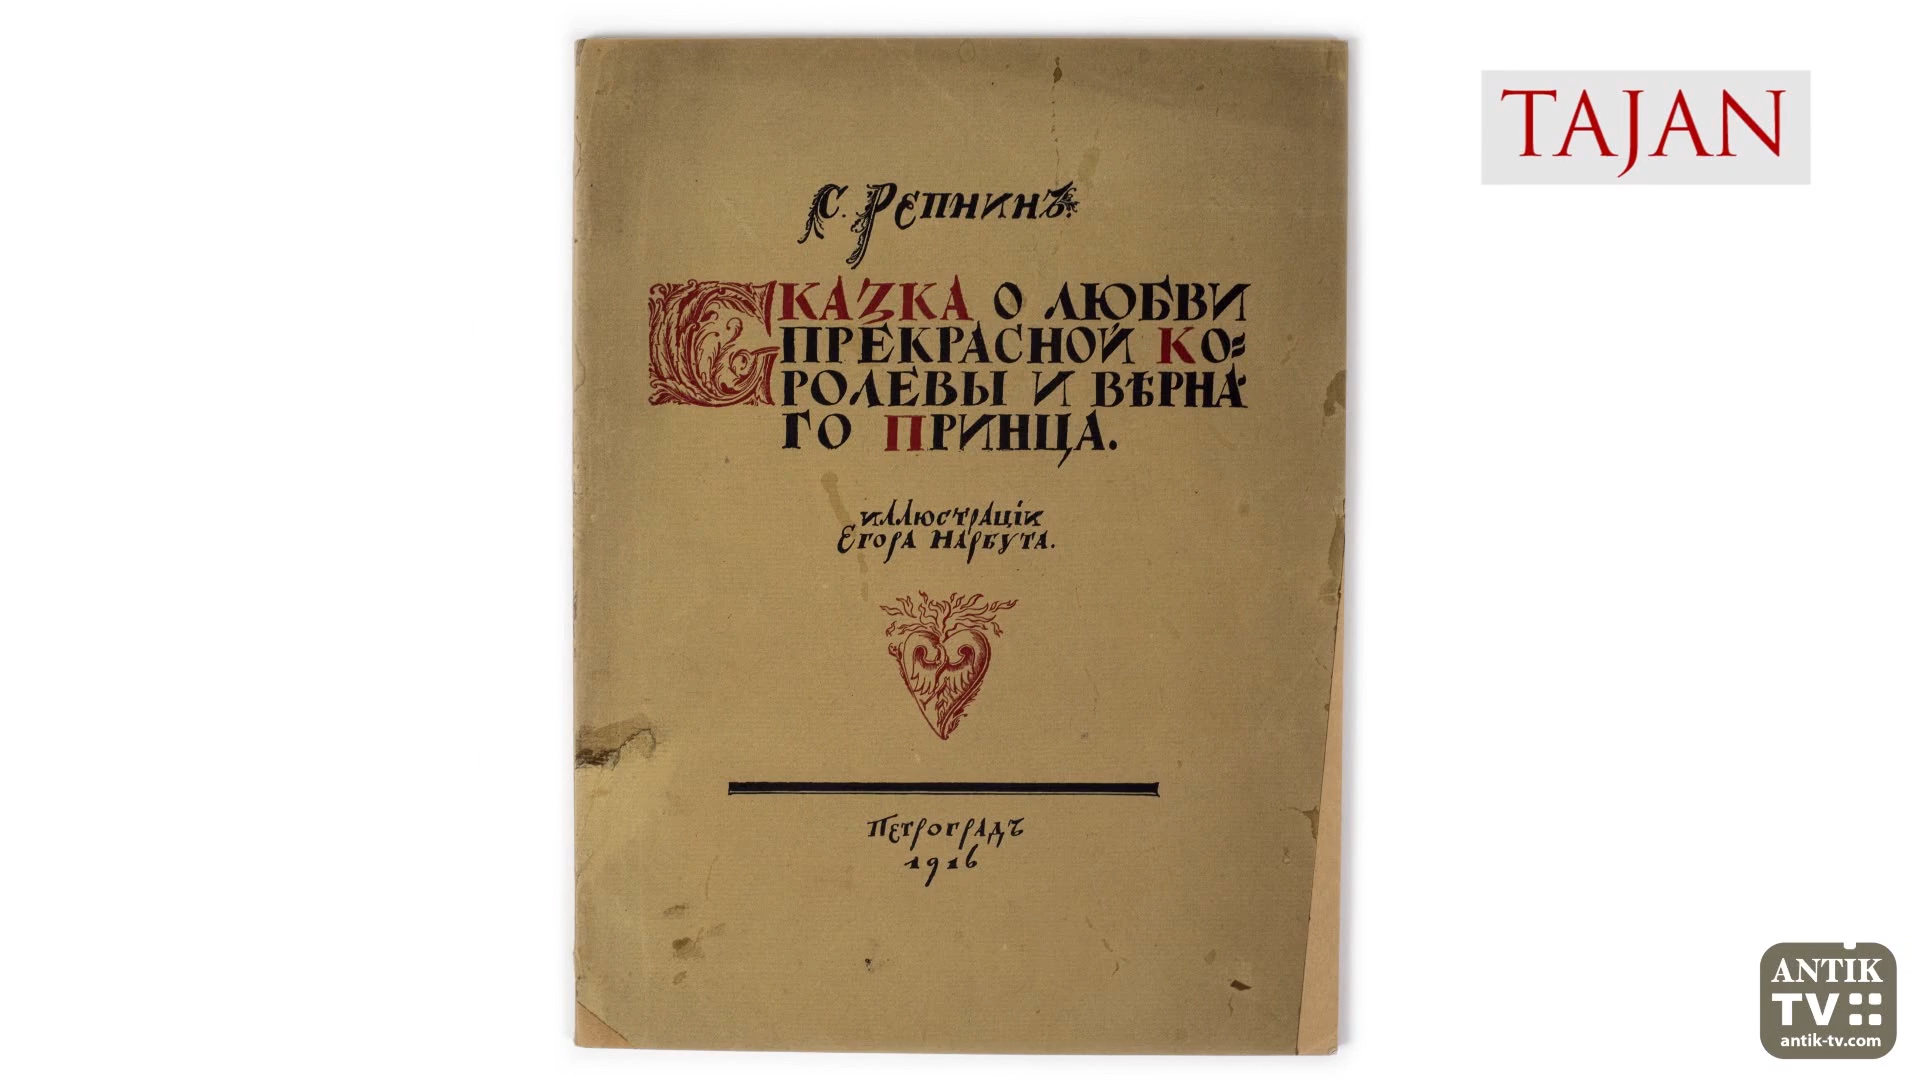 С. Репнинъ.
СКАЗКА О ЛЮБВИ
ПРЕКРАСНОЙ КО=
РОЛЕВЫ И ВѢРНА-
ГО ПРИНЦА.
иллюстраціи
Егора Нарбута.
Петроградъ
1916
TAJAN
ANTIK
TV
antik-tv.com